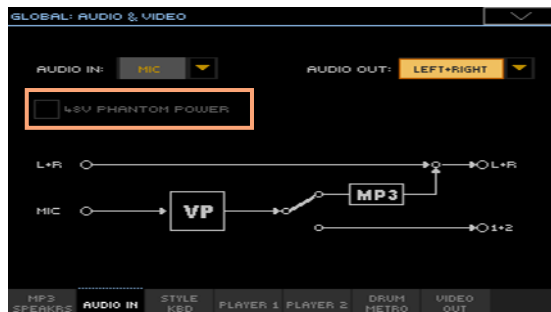 GLOBAL: AUDIO & VIDEO
AUDIO IN: MIC AUDIO OUT: LEFT+RIGHT
48V PHANTOM POWER
L+R L+R
MP3
MIC VP
1+2
MP3 SPEAKRS AUDIO IN STYLE KBD PLAYER 1 PLAYER 2 DRUM METRO VIDEO OUT